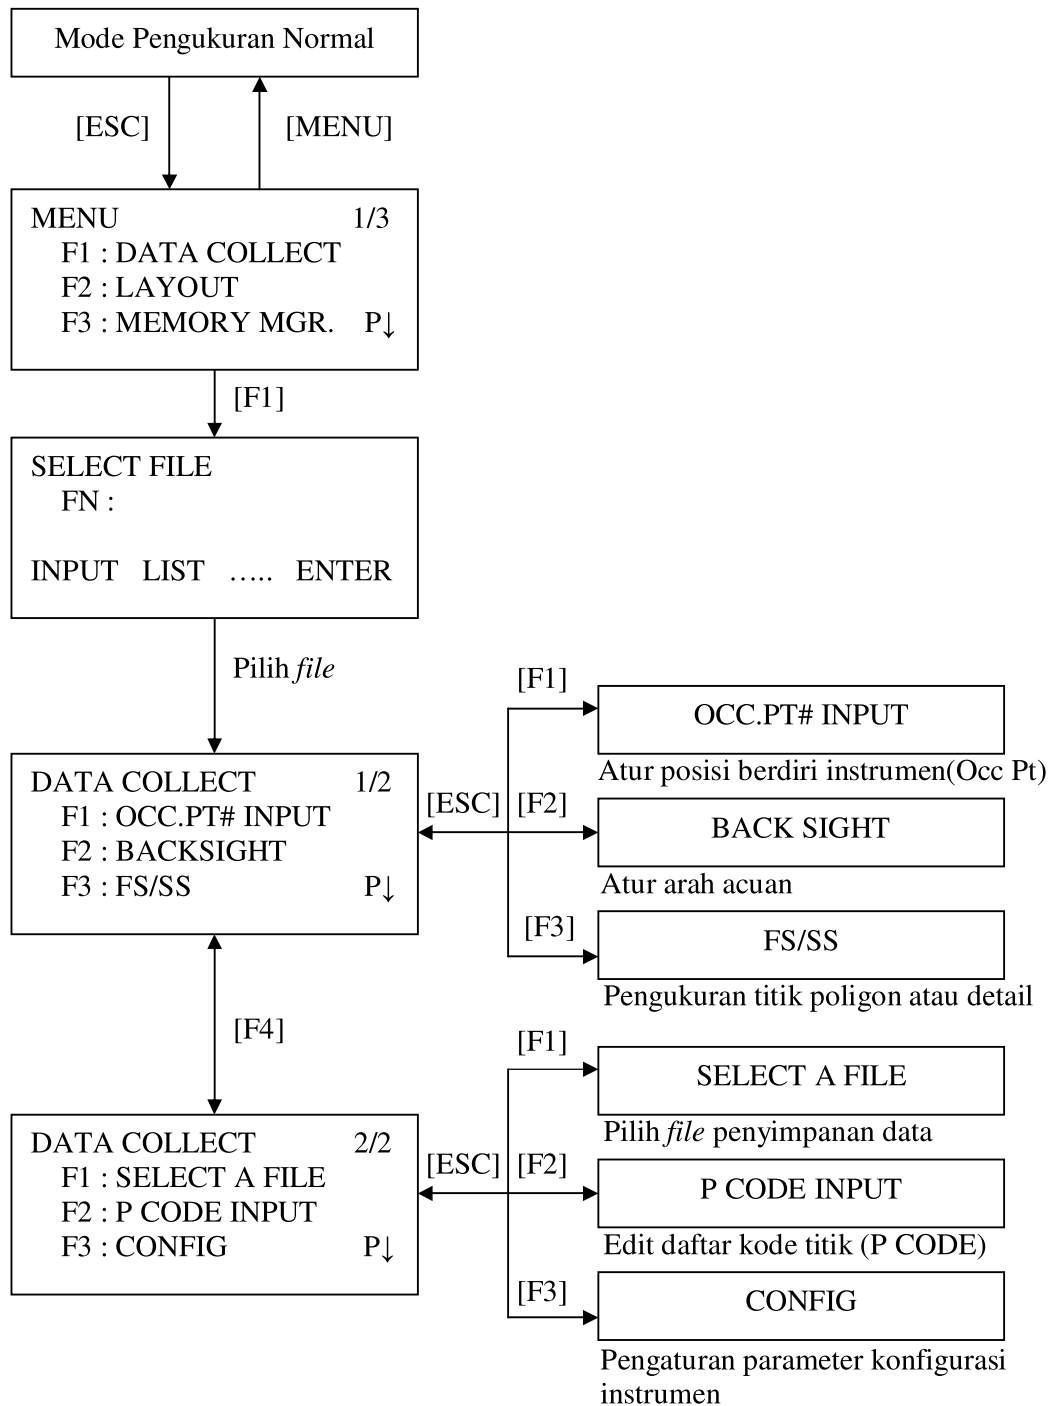 Mode Pengukuran Normal
[ESC] [MENU]
MENU 1/3
F1 : DATA COLLECT
F2 : LAYOUT
F3 : MEMORY MGR. P↓
[F1]
SELECT FILE
FN :
INPUT LIST ….. ENTER
Pilih file
DATA COLLECT 1/2
F1 : OCC.PT# INPUT
F2 : BACKSIGHT
F3 : FS/SS P↓
[ESC]
[F1]
OCC.PT# INPUT
Atur posisi berdiri instrumen(Occ Pt)
[F2]
BACK SIGHT
Atur arah acuan
[F3]
FS/SS
Pengukuran titik poligon atau detail
[F4]
DATA COLLECT 2/2
F1 : SELECT A FILE
F2 : P CODE INPUT
F3 : CONFIG P↓
[ESC]
[F1]
SELECT A FILE
Pilih file penyimpanan data
[F2]
P CODE INPUT
Edit daftar kode titik (P CODE)
[F3]
CONFIG
Pengaturan parameter konfigurasi
instrumen